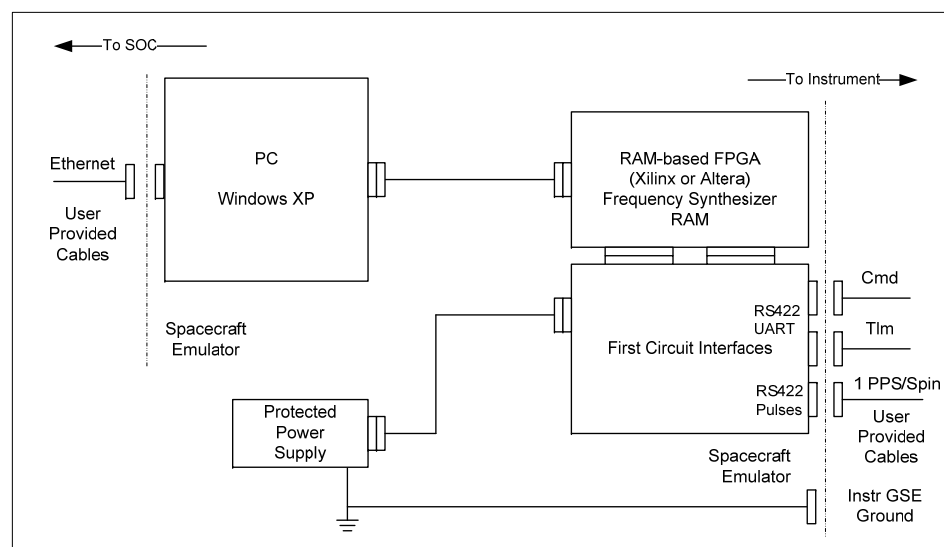 To SOC
To Instrument
PC
Windows XP
Ethernet
User
Provided
Cables
RAM-based FPGA
(Xilinx or Altera)
Frequency Synthesizer
RAM
Spacecraft
Emulator
First Circuit Interfaces
RS422
UART
RS422
Pulses
Cmd
Tlm
1 PPS/Spin
User
Provided
Cables
Protected
Power
Supply
Spacecraft
Emulator
Instr GSE
Ground